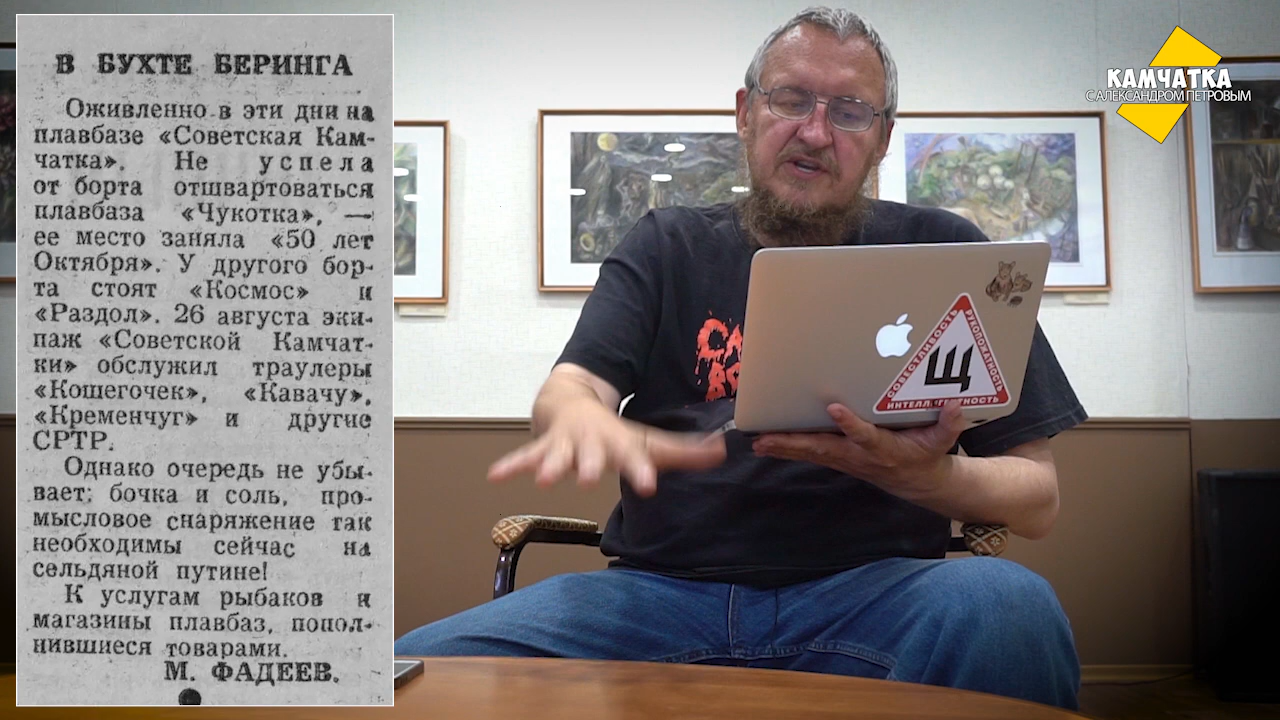 В БУХТЕ БЕРИНГА
Оживленно в эти дни на
плавбазе «Советская Кам-
чатка». Не успела
от борта отшвартоваться
плавбаза «Чукотка», —
ее место заняла «50 лет
Октября». У другого бор-
та стоят «Космос» и
«Раздол». 26 августа эки-
паж «Советской Камчат-
ки» обслужил траулеры
«Кошегочек», «Кавачу»,
«Кременчуг» и другие
СРТР.
Однако очередь не убы-
вает: бочка и соль, про-
мысловое снаряжение так
необходимы сейчас на
сельдяной путине!
К услугам рыбаков и
магазины плавбаз, попол-
нившиеся товарами.
М. ФАДЕЕВ.
КАМЧАТКА
С АЛЕКСАНДРОМ ПЕТРОВЫМ
СОВЕСТЛИВОСТЬ
РУКОПОЖАТНОСТЬ
Щ
ИНТЕЛЛИГЕНТНОСТЬ